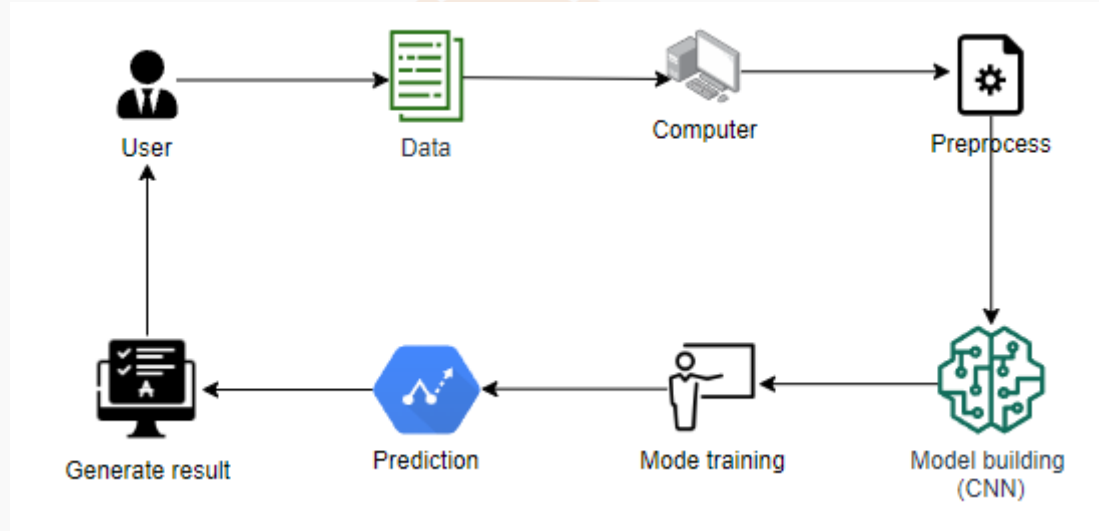 User
Data
Computer
Preprocess
Generate result
Prediction
Mode training
Model building
(CNN)